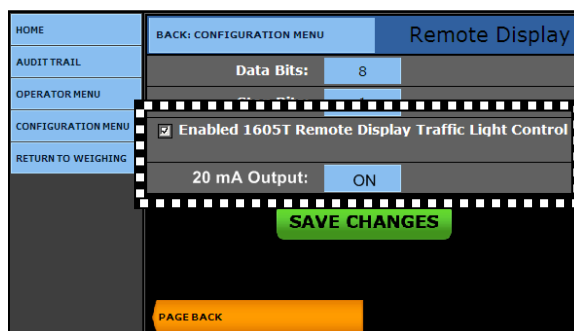 HOME
BACK: CONFIGURATION MENU
Remote Display
AUDIT TRAIL
Data Bits: 8
OPERATOR MENU
CONFIGURATION MENU
Enabled 1605T Remote Display Traffic Light Control
RETURN TO WEIGHING
20 mA Output: ON
SAVE CHANGES
PAGE BACK